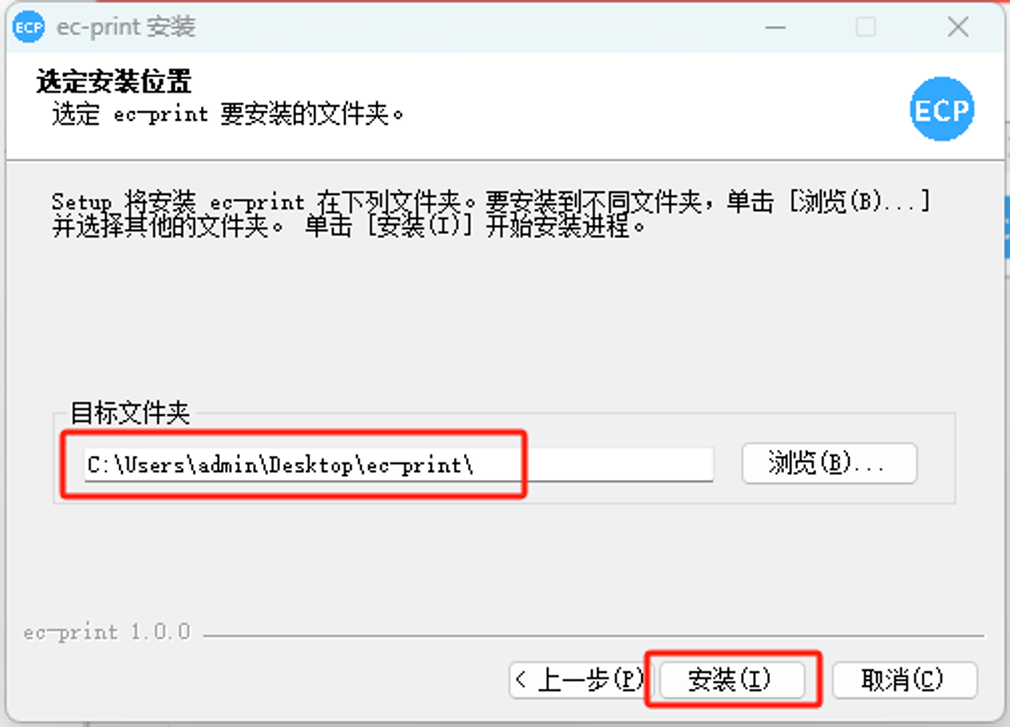 ECP ec-print 安装
选定安装位置
选定 ec-print 要安装的文件夹。
ECP
Setup 将安装 ec-print 在下列文件夹。要安装到不同文件夹，单击 [浏览(B)...]
并选择其他的文件夹。 单击 [安装(I)] 开始安装进程。
目标文件夹
C:\Users\admin\Desktop\ec-print\
浏览(B)...
ec-print 1.0.0
< 上一步(P) 安装(I) 取消(C)